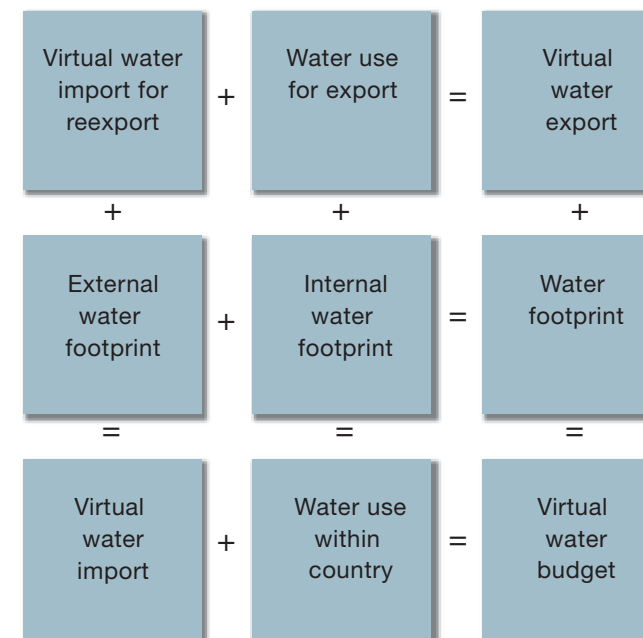 Virtual water
import for
reexport
+
Water use
for export
=
Virtual
water
export
+
+
+
External
water
footprint
+
Internal
water
footprint
=
Water
footprint
=
=
=
Virtual
water
import
+
Water use
within
country
=
Virtual
water
budget